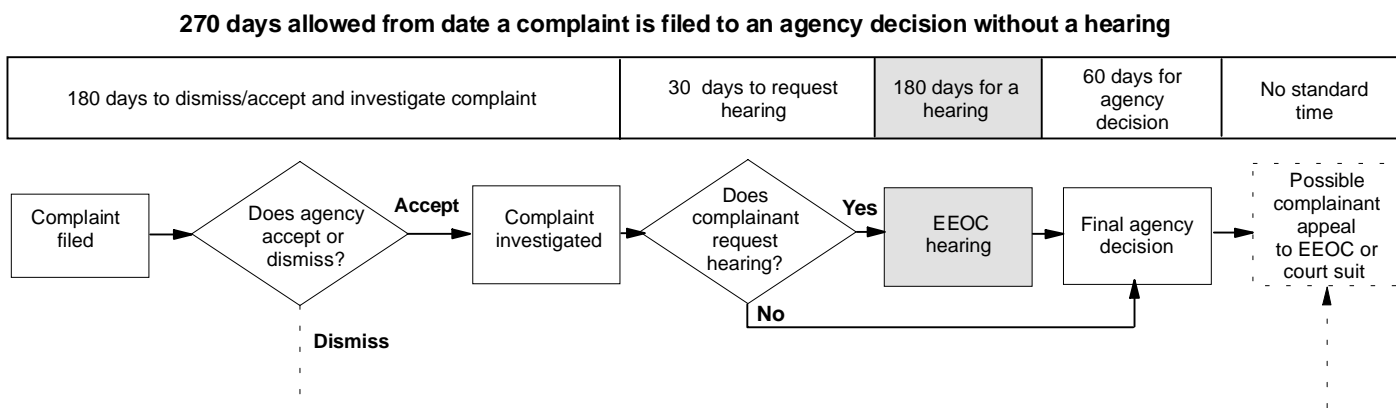 270 days allowed from date a complaint is filed to an agency decision without a hearing
180 days to dismiss/accept and investigate complaint
30 days to request
hearing
180 days for a
hearing
60 days for
agency
decision
No standard
time
Complaint
filed
Does agency
accept or
dismiss?
Accept
Dismiss
Complaint
investigated
Does
complainant
request
hearing?
Yes
No
EEOC
hearing
Final agency
decision
Possible
complainant
appeal
to EEOC or
court suit